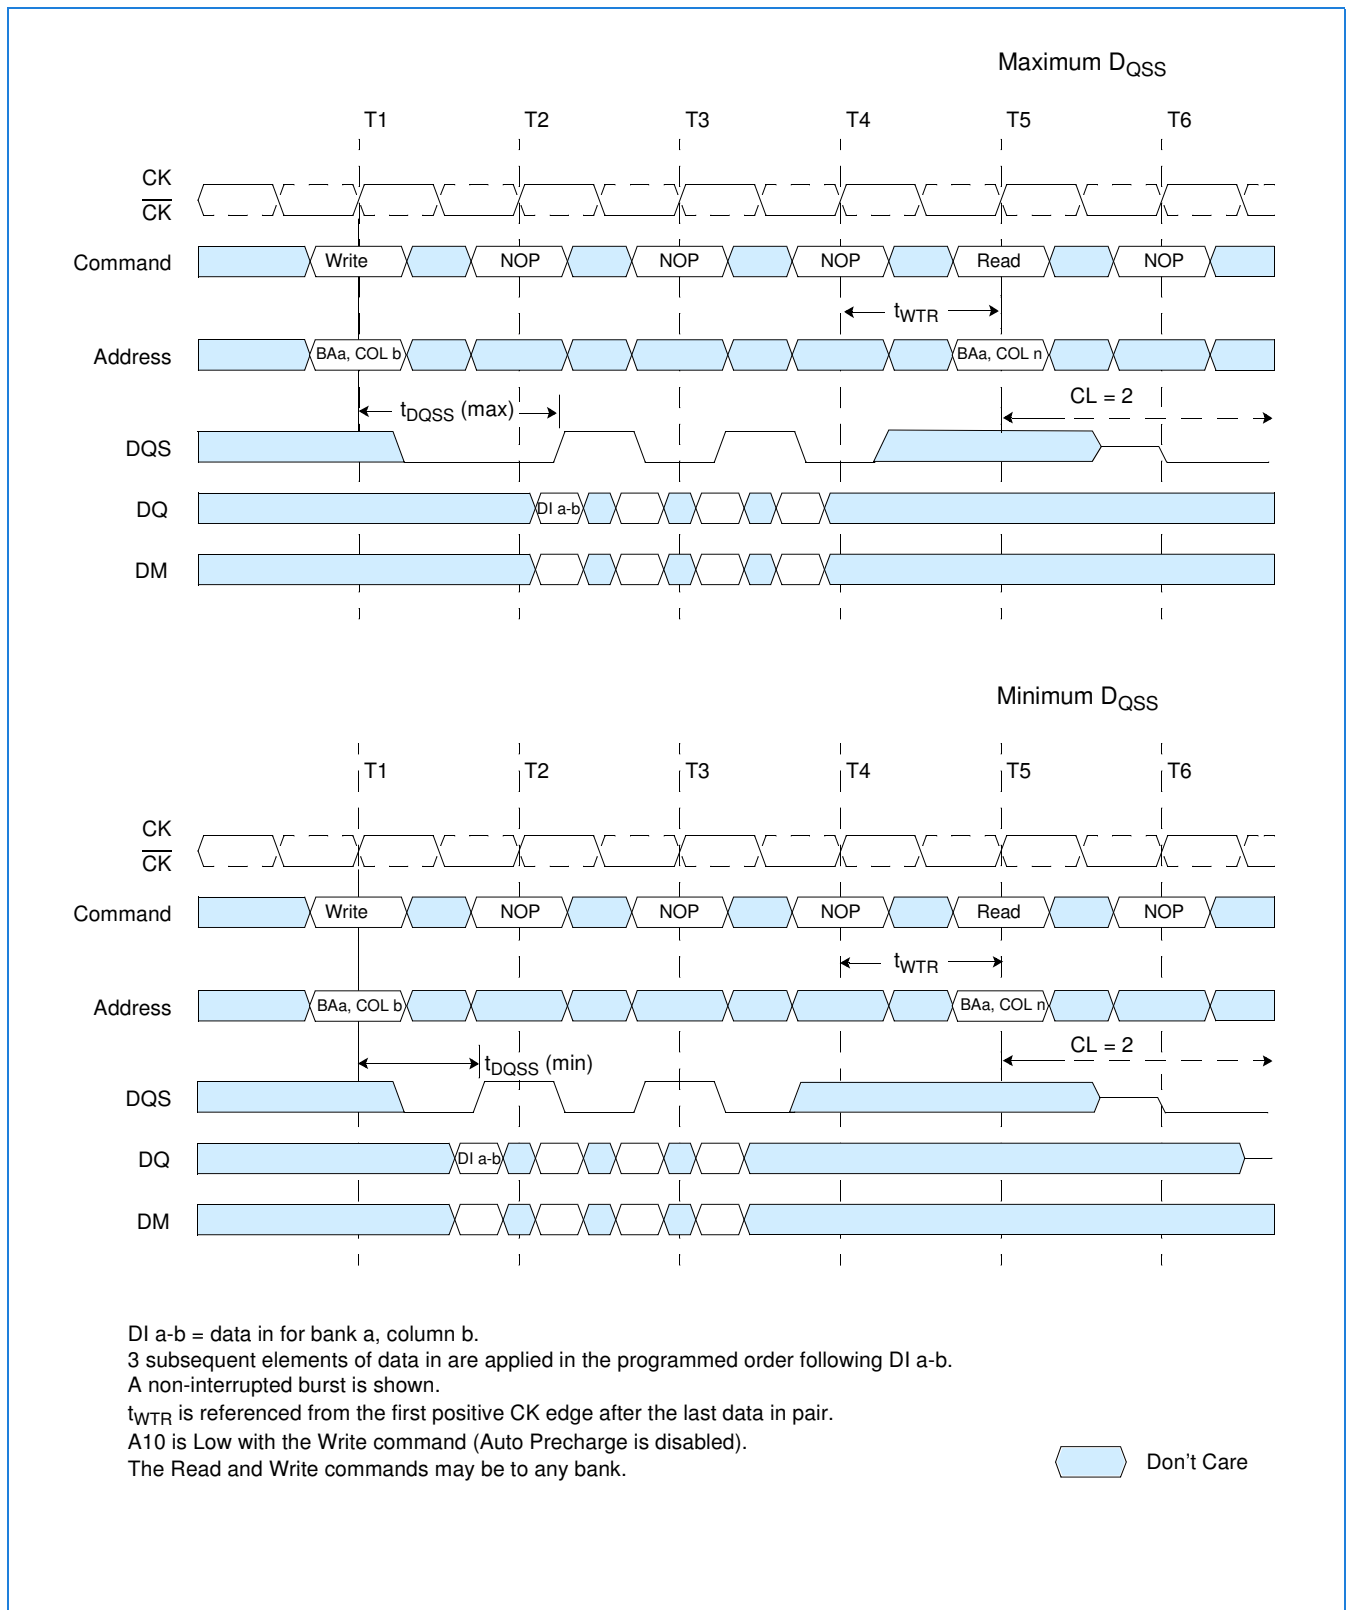 Maximum DQSS
T1 T2 T3 T4 T5 T6
CK
CK
Command Write NOP NOP NOP Read NOP
tWTR
Address BAa, COL b BAa, COL n
tDQSS (max) CL = 2
DQS
DQ DI a-b
DM
Minimum DQSS
T1 T2 T3 T4 T5 T6
CK
CK
Command Write NOP NOP NOP Read NOP
tWTR
Address BAa, COL b BAa, COL n
tDQSS (min) CL = 2
DQS
DQ DI a-b
DM
DI a-b = data in for bank a, column b.
3 subsequent elements of data in are applied in the programmed order following DI a-b.
A non-interrupted burst is shown.
tWTR is referenced from the first positive CK edge after the last data in pair.
A10 is Low with the Write command (Auto Precharge is disabled).
The Read and Write commands may be to any bank.
Don't Care